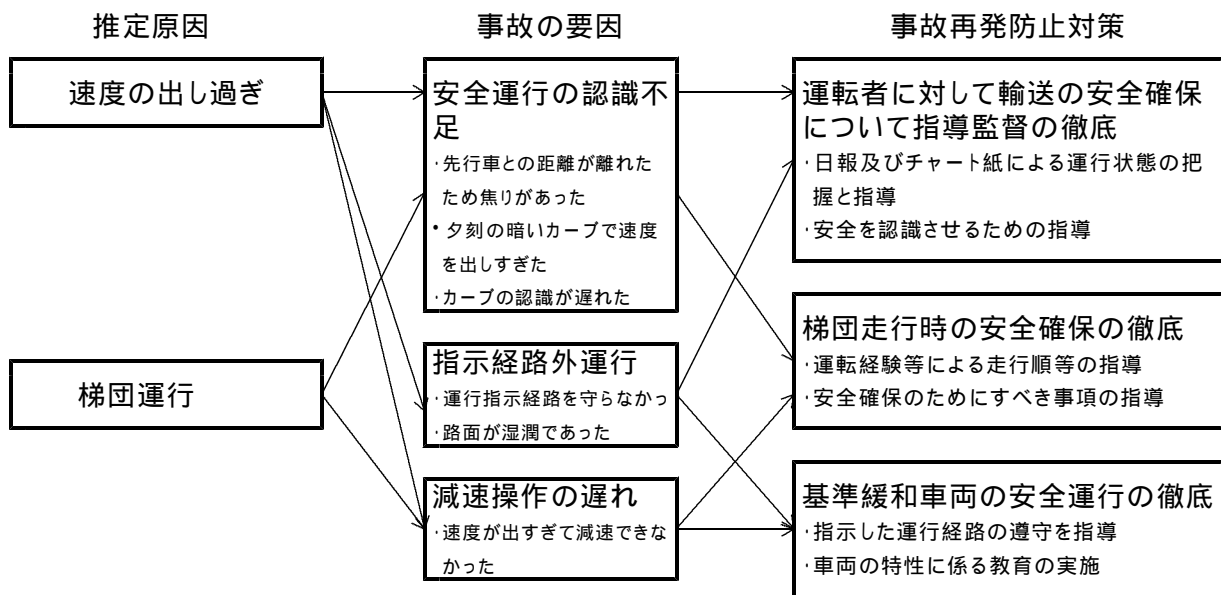 推定原因
事故の要因
事故再発防止対策
速度の出し過ぎ
梯団運行
安全運行の認識不
足
・先行車との距離が離れた
ため焦りがあった
・夕刻の暗いカーブで速度
を出しすぎた
・カーブの認識が遅れた
指示経路外運行
・運行指示経路を守らなかっ
・路面が湿潤であった
減速操作の遅れ
・速度が出すぎて減速できな
かった
運転者に対して輸送の安全確保
について指導監督の徹底
・日報及びチャート紙による運行状態の把
握と指導
・安全を認識させるための指導
梯団走行時の安全確保の徹底
・運転経験等による走行順等の指導
・安全確保のためにすべき事項の指導
基準緩和車両の安全運行の徹底
・指示した運行経路の遵守を指導
・車両の特性に係る教育の実施